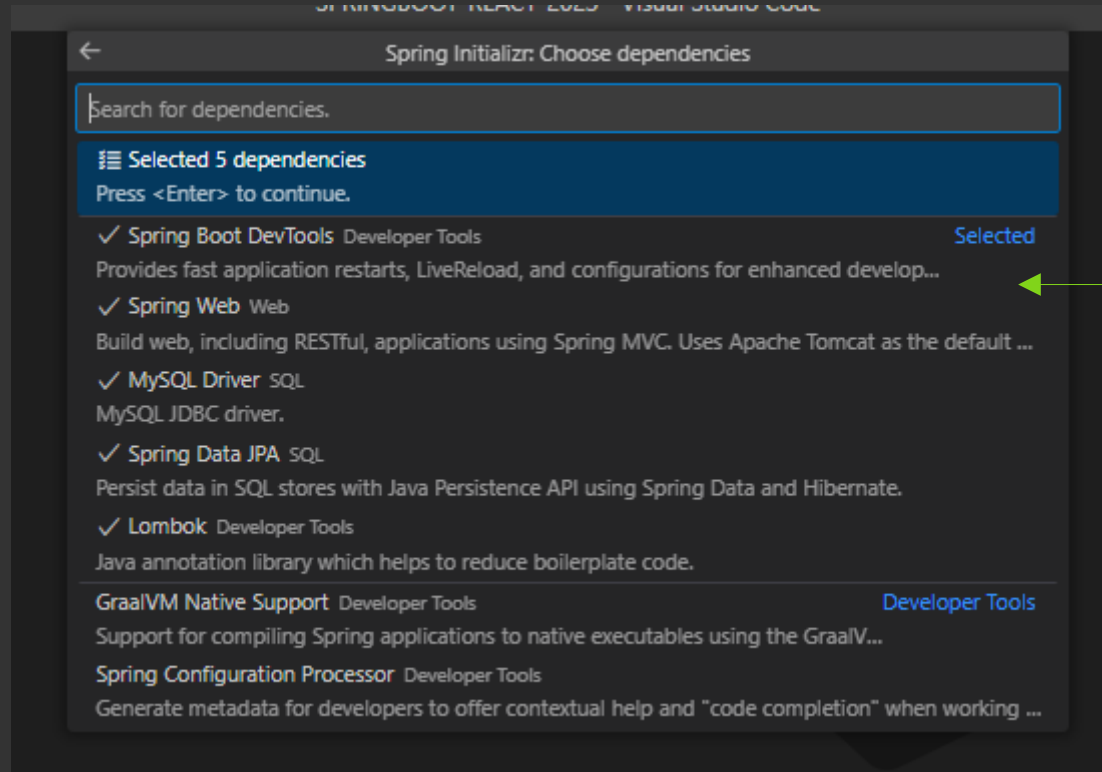 SPRINGBOOT-REACT-2023 - Visual Studio Code
Spring Initializr: Choose dependencies
Search for dependencies.
Selected 5 dependencies
Press <Enter> to continue.
Spring Boot DevTools Developer Tools Selected
Provides fast application restarts, LiveReload, and configurations for enhanced develop...
Spring Web Web
Build web, including RESTful, applications using Spring MVC. Uses Apache Tomcat as the default ...
MySQL Driver SQL
MySQL JDBC driver.
Spring Data JPA SQL
Persist data in SQL stores with Java Persistence API using Spring Data and Hibernate.
Lombok Developer Tools
Java annotation library which helps to reduce boilerplate code.
GraalVM Native Support Developer Tools Developer Tools
Support for compiling Spring applications to native executables using the GraalV...
Spring Configuration Processor Developer Tools
Generate metadata for developers to offer contextual help and "code completion" when working ...